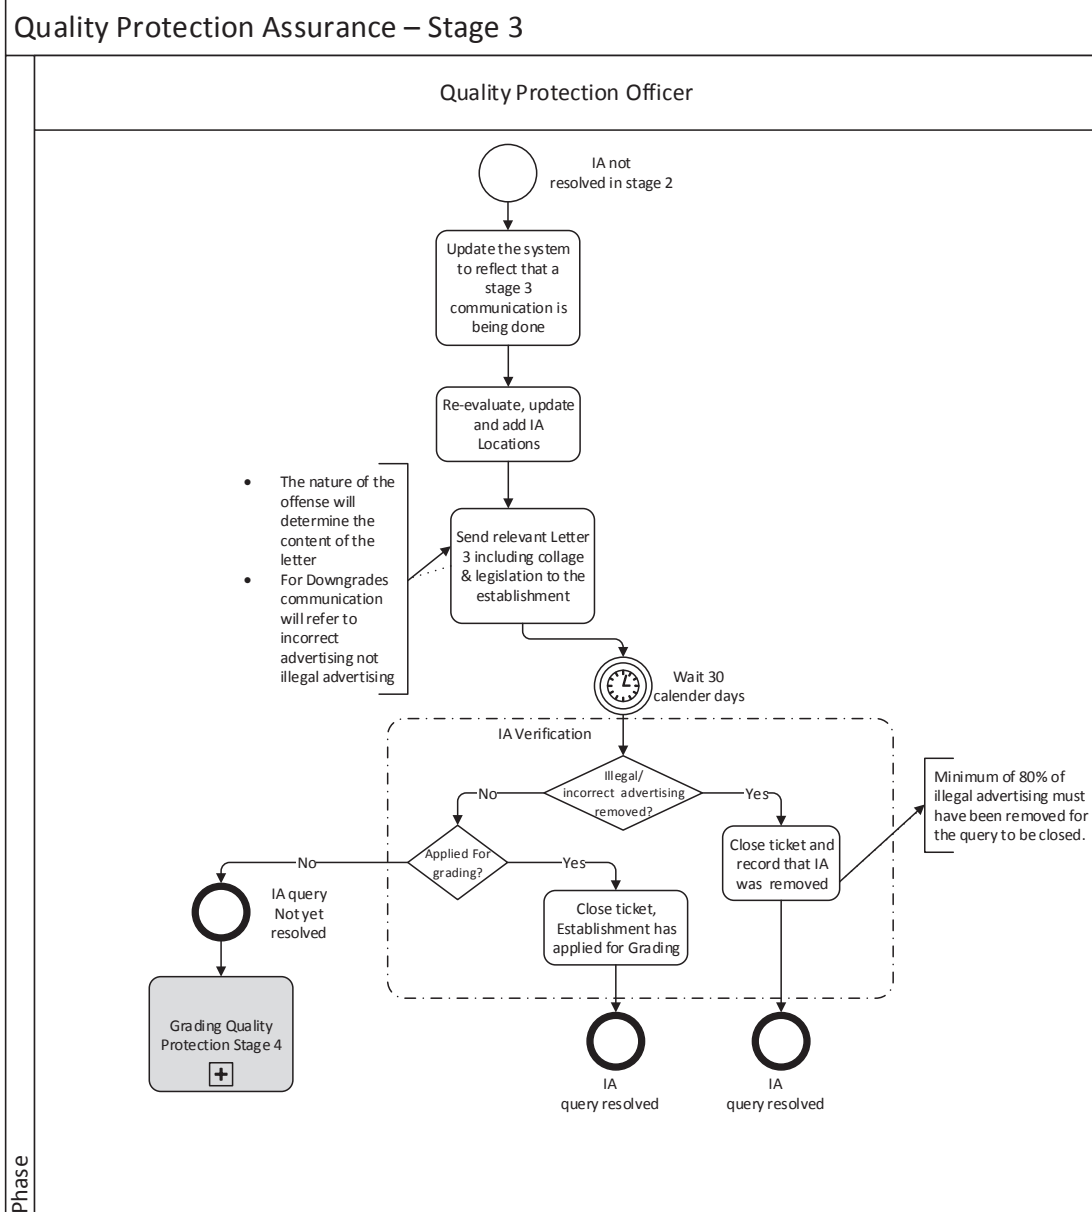 Quality Protection Assurance – Stage 3
Quality Protection Officer
IA not
resolved in stage 2
Update the system
to reflect that a
stage 3
communication is
being done
Re-evaluate, update
and add IA
Locations
• The nature of the
offense will
determine the
content of the
letter
• For Downgrades
communication
will refer to
incorrect
advertising not
illegal advertising
Send relevant Letter
3 including collage
& legislation to the
establishment
Wait 30
calender days
IA Verification
Illegal/
incorrect advertising
removed?
No
Yes
Minimum of 80% of
illegal advertising must
have been removed for
the query to be closed.
Applied For
grading?
No
Yes
Close ticket and
record that IA
was removed
IA query
Not yet
resolved
Close ticket,
Establishment has
applied for Grading
Grading Quality
Protection Stage 4
IA
query resolved
IA
query resolved
Phase